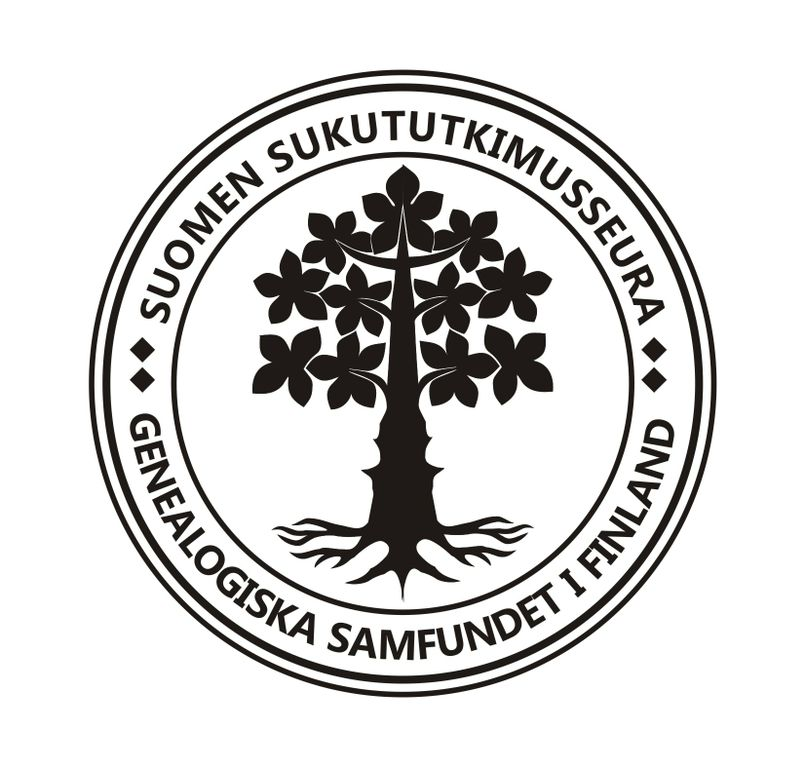 SUOMEN SUKUTUTKIMUSSEURA
GENEALOGISKA SAMFUNDET I FINLAND